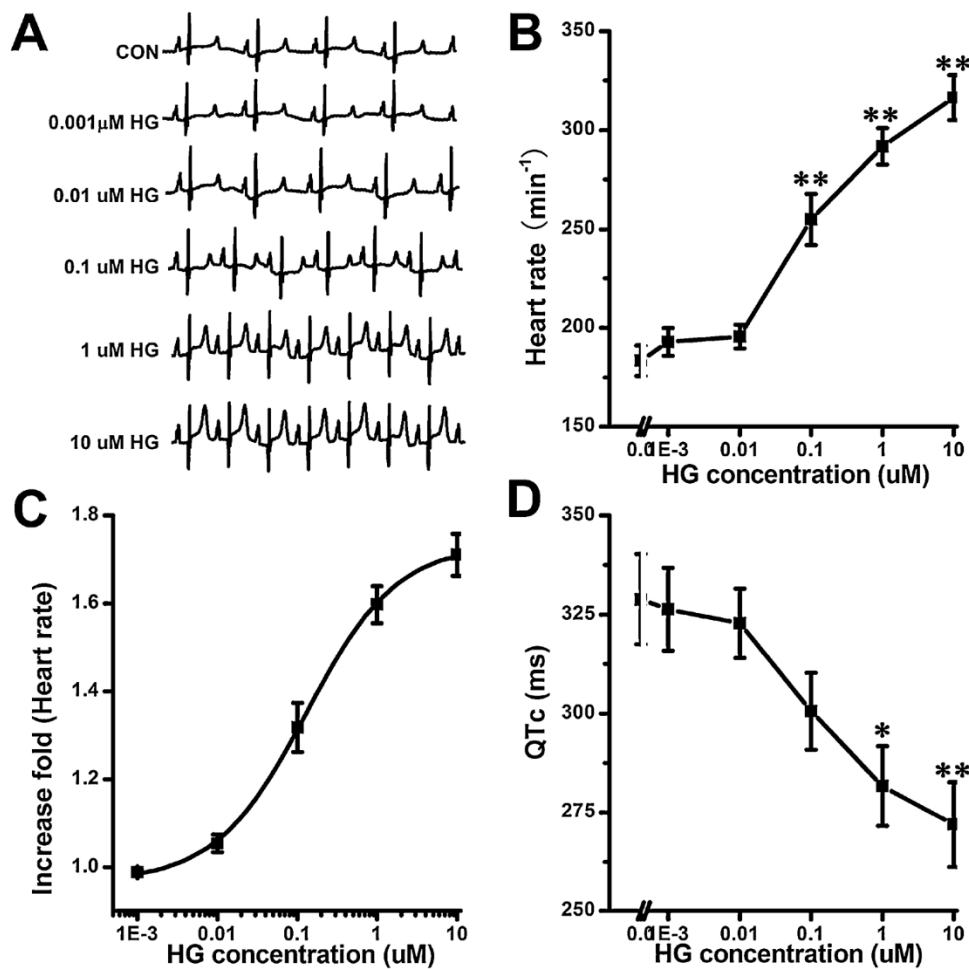 A
CON
0.001μM HG
0.01 uM HG
0.1 uM HG
1 uM HG
10 uM HG
B
Heart rate (min-1)
350
300
250
200
150
**
**
**
0.0 1E-3 0.01 0.1 1 10
HG concentration (uM)
C
Increase fold (Heart rate)
1.8
1.6
1.4
1.2
1.0
1E-3 0.01 0.1 1 10
HG concentration (uM)
D
QTc (ms)
350
325
300
275
250
*
**
0.0 1E-3 0.01 0.1 1 10
HG concentration (uM)